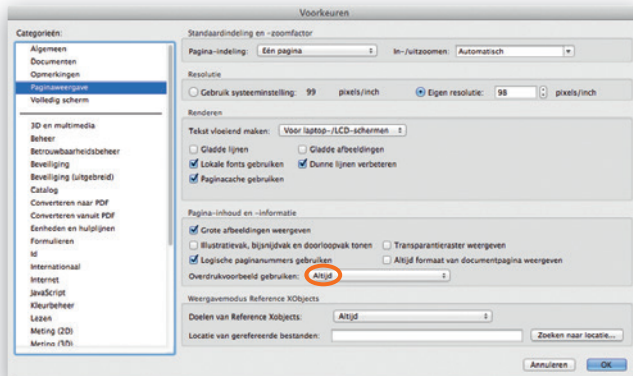 Voorkeuren
Categorieën:
Algemeen
Documenten
Opmerkingen
Paginaweergave
Volledig scherm
3D en multimedia
Beheer
Betrouwbaarheidsbeheer
Beveiliging
Beveiliging (uitgebreid)
Catalog
Converteren naar PDF
Converteren vanuit PDF
Eenheden en hulplijnen
Formulieren
Id
Internationaal
Internet
JavaScript
Kleurbeheer
Lezen
Meting (2D)
Meting (3D)
Standaardindeling en -zoomfactor
Pagina-indeling: Eén pagina In-/uitzoomen: Automatisch
Resolutie
Gebruik systeeminstelling: 99 pixels/inch Eigen resolutie: 98 pixels/inch
Renderen
Tekst vloeiend maken: Voor laptop-/LCD-schermen
Gladde lijnen Gladde afbeeldingen
Lokale fonts gebruiken Dunne lijnen verbeteren
Paginacache gebruiken
Pagina-inhoud en -informatie
Grote afbeeldingen weergeven
Illustratievak, bijsnijdvak en doorloopvak tonen Transparantieraster weergeven
Logische paginanummers gebruiken Altijd formaat van documentpagina weergeven
Overdrukvoorbeeld gebruiken: Altijd
Weergavemodus Reference XObjects
Doelen van Reference Xobjects: Altijd
Locatie van gerefereerde bestanden: Zoeken naar locatie...
Annuleren OK